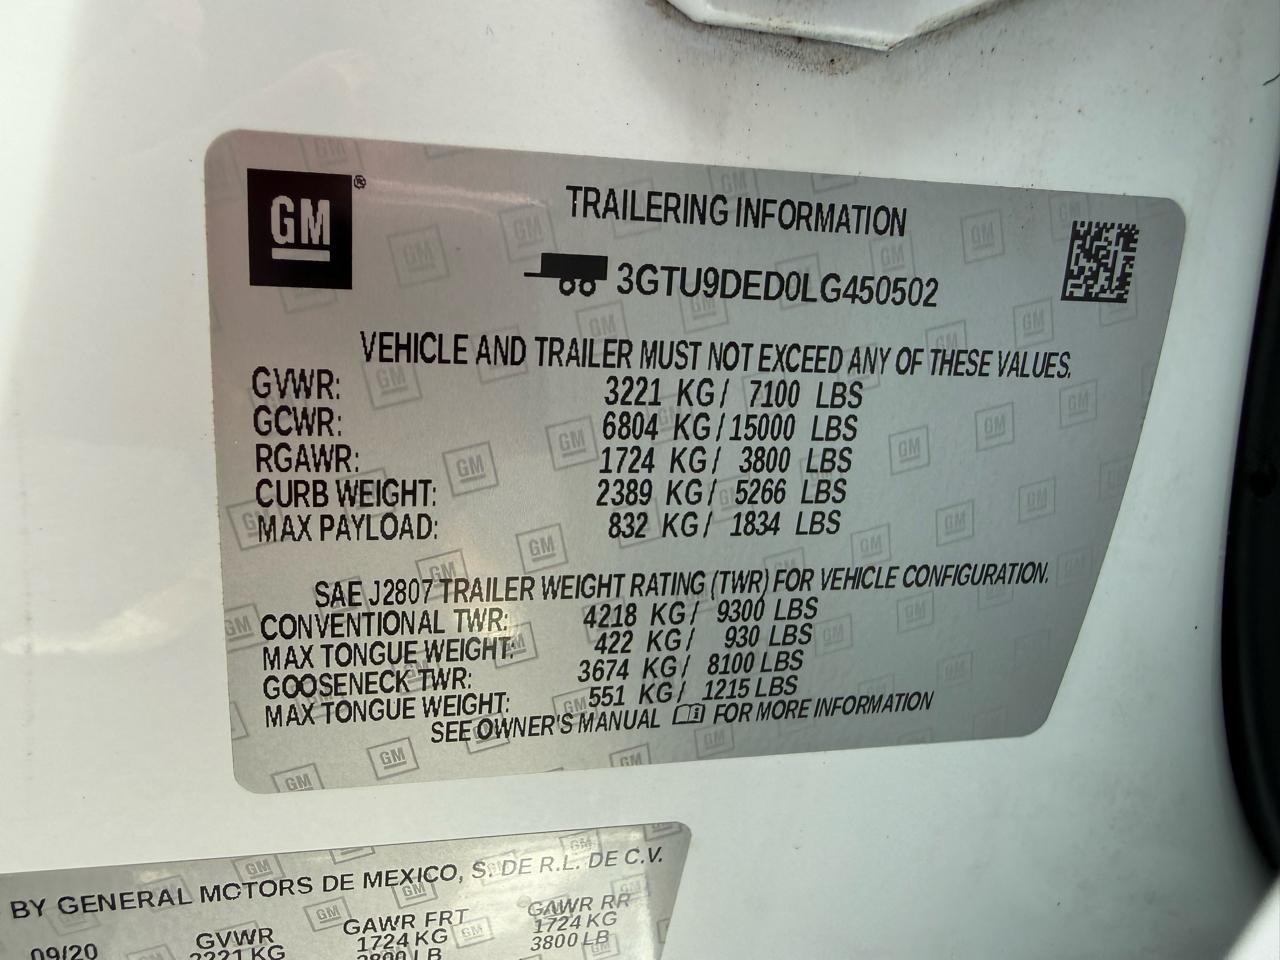 GM®
TRAILERING INFORMATION
3GTU9DED0LG450502
VEHICLE AND TRAILER MUST NOT EXCEED ANY OF THESE VALUES.
GVWR: 3221 KG/ 7100 LBS
GCWR: 6804 KG/ 15000 LBS
RGAWR: 1724 KG/ 3800 LBS
CURB WEIGHT: 2389 KG/ 5266 LBS
MAX PAYLOAD: 832 KG/ 1834 LBS
SAE J2807 TRAILER WEIGHT RATING (TWR) FOR VEHICLE CONFIGURATION.
CONVENTIONAL TWR: 4218 KG/ 9300 LBS
MAX TONGUE WEIGHT: 422 KG/ 930 LBS
GOOSENECK TWR: 3674 KG/ 8100 LBS
MAX TONGUE WEIGHT: 551 KG/ 1215 LBS
SEE OWNER'S MANUAL FOR MORE INFORMATION
BY GENERAL MOTORS DE MEXICO, S. DE R.L. DE C.V.
09/20 GVWR GAWR FRT GAWR RR
3221 KG 1724 KG 1724 KG
3800 LB 3800 LB